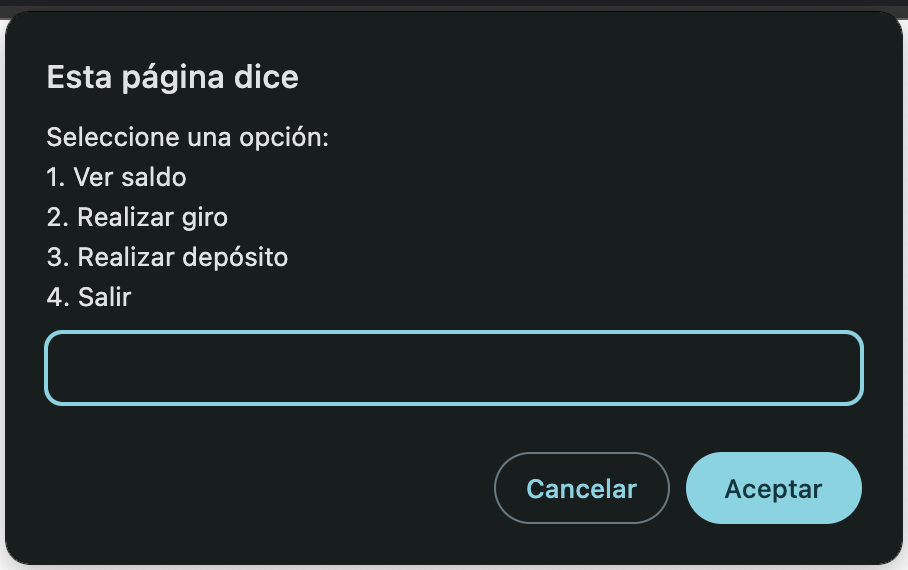 Esta página dice
Seleccione una opción:
1. Ver saldo
2. Realizar giro
3. Realizar depósito
4. Salir
Cancelar
Aceptar